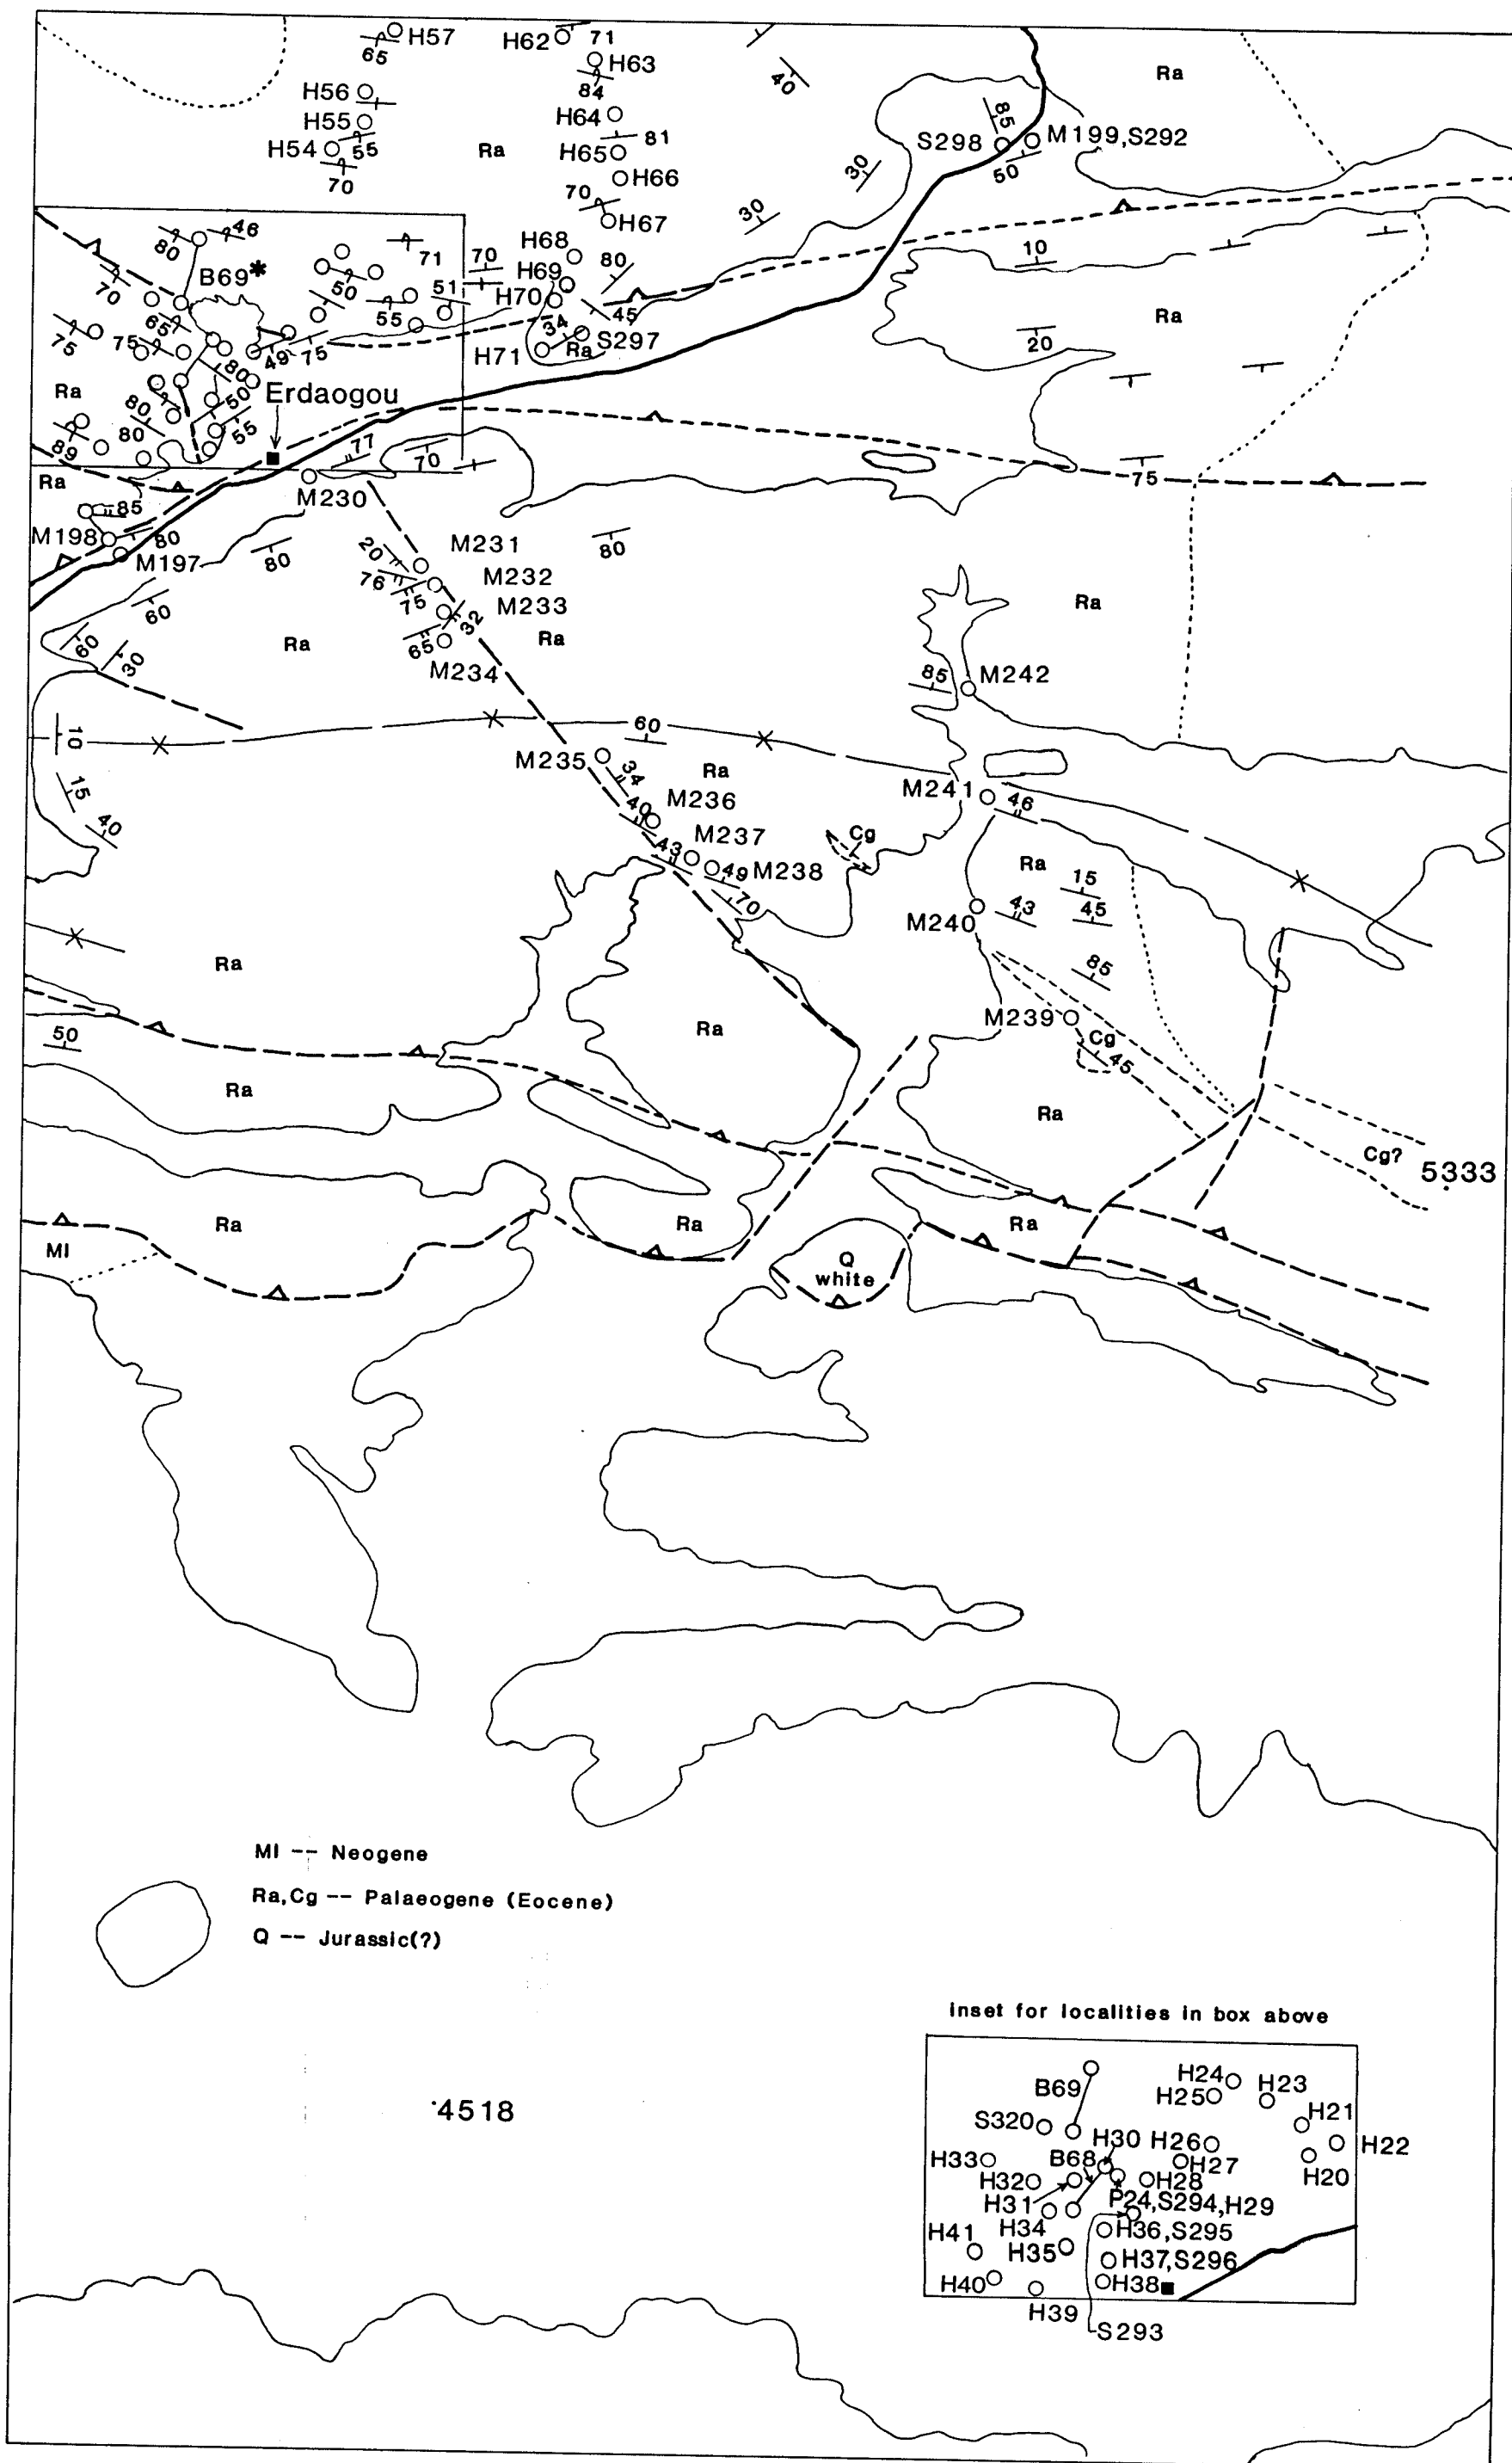 H57
65
H62
71
H63
84
40
Ra
H56
H55
H54
55
70
Ra
H64
81
H65
H66
70
H67
85
S298
M199,S292
50
30
30
80
46
B69*
70
71
70
50
51
H68
H69
80
H70
45
10
65
55
34
S297
H71
Ra
Ra
20
75
75
49
75
80
Ra
Erdaogou
50
80
80
55
89
77
70
75
Ra
M230
85
M198
80
M197
80
20
M231
80
76
M232
75
M233
32
65
M234
60
60
30
Ra
Ra
Ra
85
M242
10
60
M235
34
Ra
15
40
40
M236
M241
46
43
M237
Cg
49
M238
70
Ra
15
M240
43
45
Ra
85
M239
Cg
45
50
Ra
Ra
Ra
Cg?
5333
Ra
Ra
Ra
MI
Q
white
MI -- Neogene
Ra,Cg -- Palaeogene (Eocene)
Q -- Jurassic(?)
inset for localities in box above
B69
H24
H23
H25
H21
S320
H30
H26
H22
H33
B68
H27
H20
H32
H28
H31
P24,S294,H29
H34
H36,S295
H41
H35
H37,S296
H40
H38
H39
S293
4518